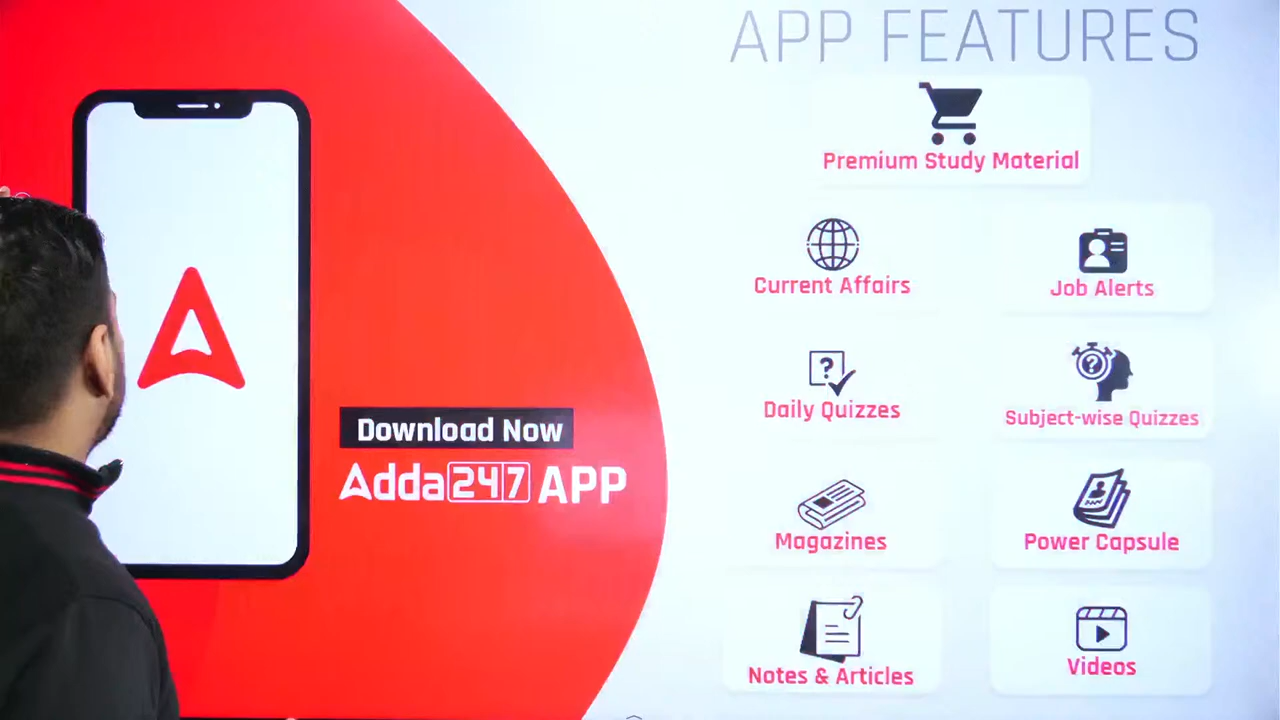 APP FEATURES
Premium Study Material
Current Affairs
Job Alerts
Daily Quizzes
Subject-wise Quizzes
Magazines
Power Capsule
Notes & Articles
Videos
Download Now
Adda247 APP